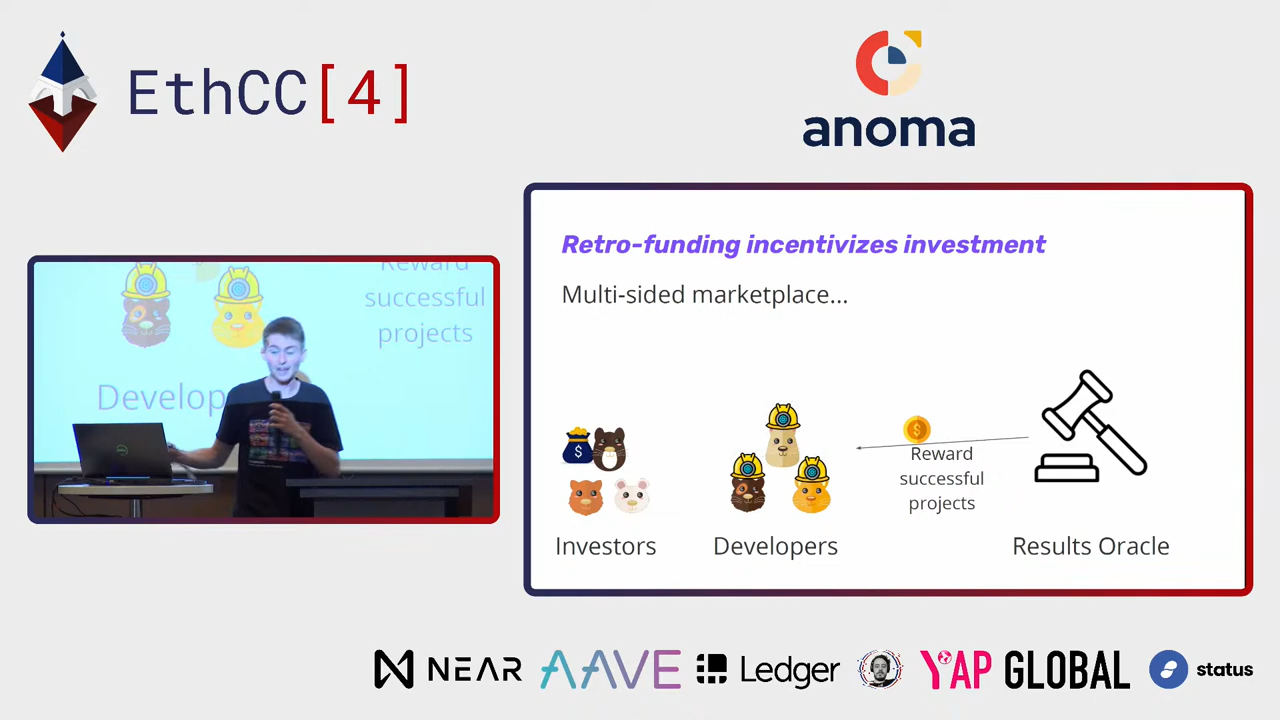 EthCC[4]
anoma
Reward
successful
projects
Develop
Retro-funding incentivizes investment
Multi-sided marketplace...
$
$
Reward
successful
projects
Investors
Developers
Results Oracle
NEAR
AAVE
Ledger
YAP GLOBAL
status